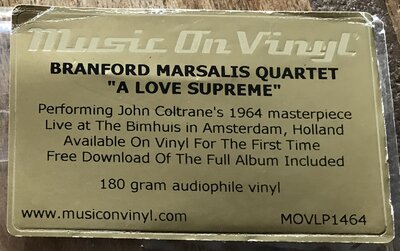 Music On Vinyl
BRANFORD MARSALIS QUARTET
"A LOVE SUPREME"
Performing John Coltrane's 1964 masterpiece
Live at The Bimhuis in Amsterdam, Holland
Available On Vinyl For The First Time
Free Download Of The Full Album Included
180 gram audiophile vinyl
www.musiconvinyl.com MOVLP1464